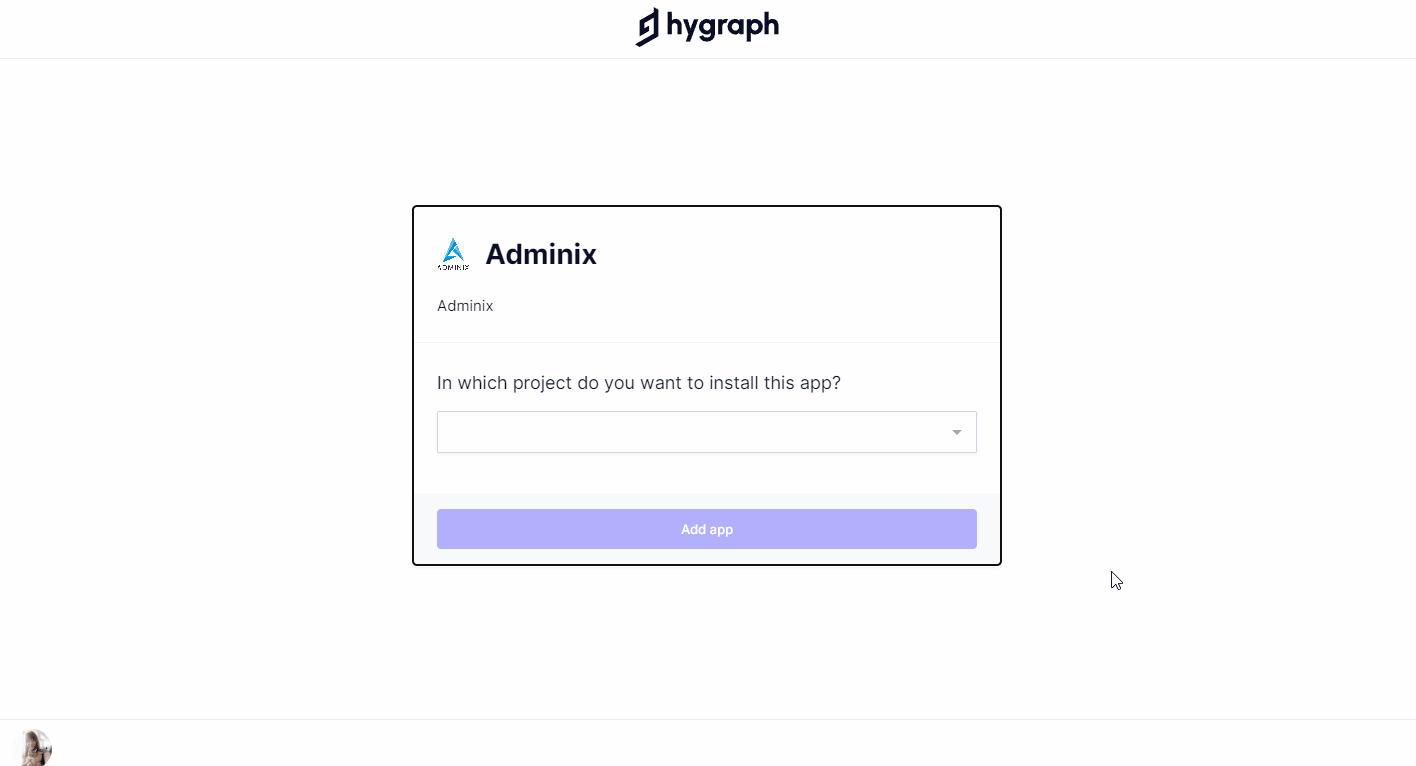 hygraph
ADMINIX
Adminix
Adminix
In which project do you want to install this app?
Add app